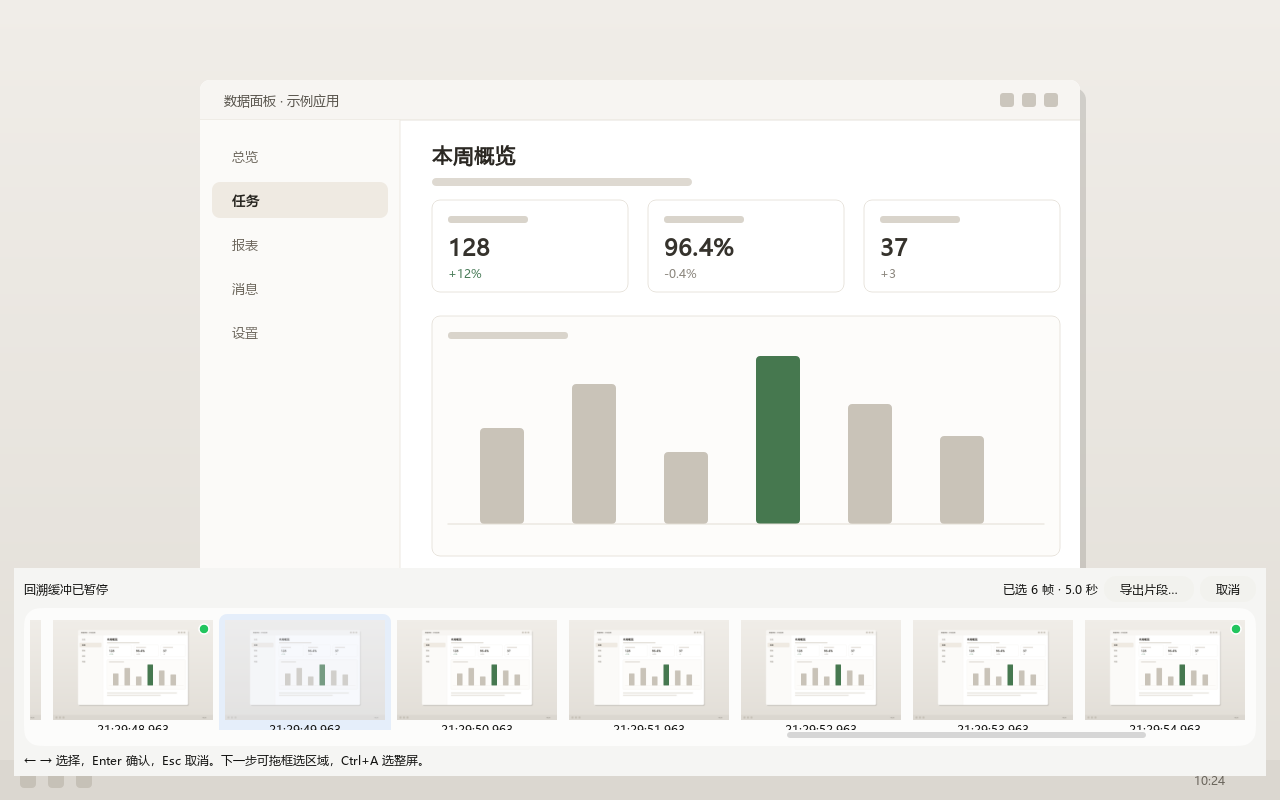 数据面板 · 示例应用
总览
任务
报表
消息
设置
本周概览
128
+12%
96.4%
-0.4%
37
+3
回溯缓冲已暂停
已选 6 帧 · 5.0 秒
导出片段...
取消
21:29:48.963
21:29:49.963
21:29:50.963
21:29:51.963
21:29:52.963
21:29:53.963
21:29:54.963
← → 选择，Enter 确认，Esc 取消。下一步可拖框选区域，Ctrl+A 选整屏。
10:24